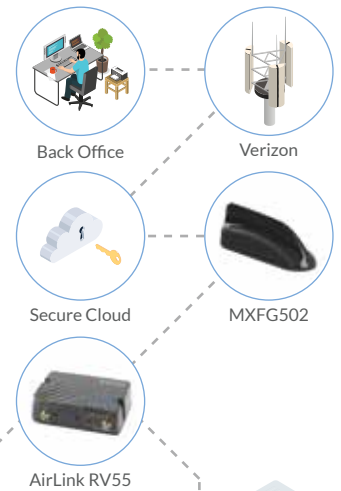 Back Office
Verizon
Secure Cloud
MXFG502
AirLink RV55